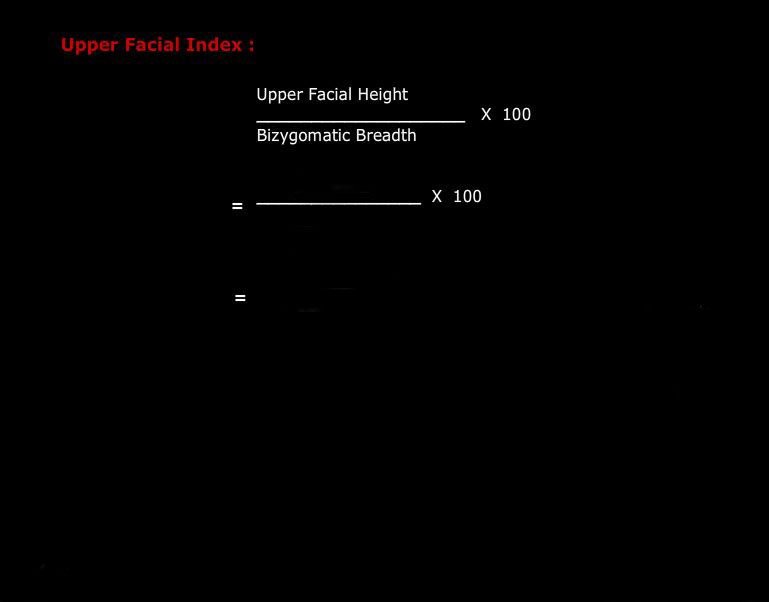 Upper Facial Index :
Upper Facial Height
X 100
Bizygomatic Breadth
= X 100
=